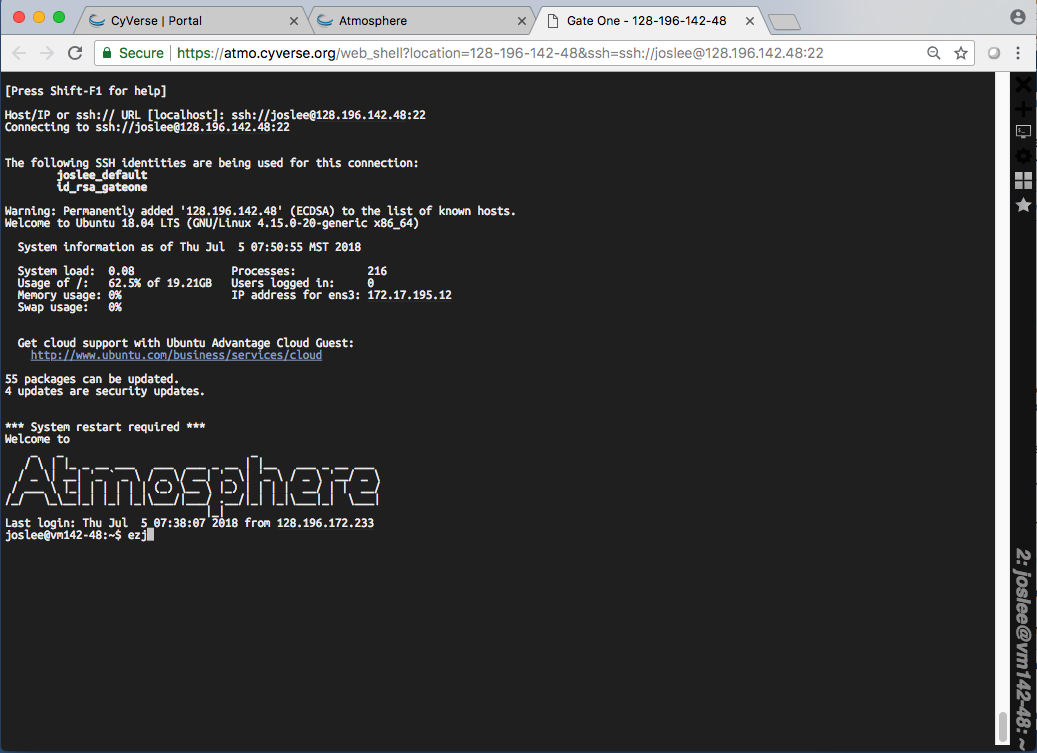 CyVerse | Portal
Atmosphere
Gate One - 128-196-142-48
Secure
https://atmo.cyverse.org/web_shell?location=128-196-142-48&ssh=ssh://joslee@128.196.142.48:22
[Press Shift-F1 for help]
Host/IP or ssh:// URL [localhost]: ssh://joslee@128.196.142.48:22
Connecting to ssh://joslee@128.196.142.48:22
The following SSH identities are being used for this connection:
joslee_default
id_rsa_gateone
Warning: Permanently added '128.196.142.48' (ECDSA) to the list of known hosts.
Welcome to Ubuntu 18.04 LTS (GNU/Linux 4.15.0-20-generic x86_64)
System information as of Thu Jul  5 07:50:55 MST 2018
System load:  0.08 Processes: 216
Usage of /:   62.5% of 19.21GB Users logged in: 0
Memory usage: 0% IP address for ens3: 172.17.195.12
Swap usage:   0%
Get cloud support with Ubuntu Advantage Cloud Guest:
http://www.ubuntu.com/business/services/cloud
55 packages can be updated.
4 updates are security updates.
*** System restart required ***
Welcome to
Atmosphere
Last login: Thu Jul  5 07:38:07 2018 from 128.196.172.233
joslee@vm142-48:~$ ezj
2: joslee@vm142-48: ~